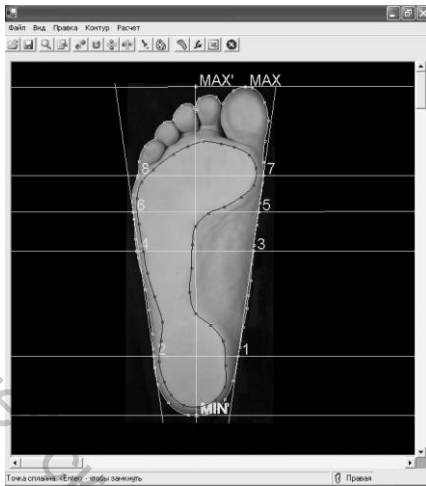 Файл Вид Правка Контур Расчет
MAX' MAX
8 7
6 5
4 3
2 1
MIN'
Точка сплайна. <Enter> - чтобы замкнуть Правая